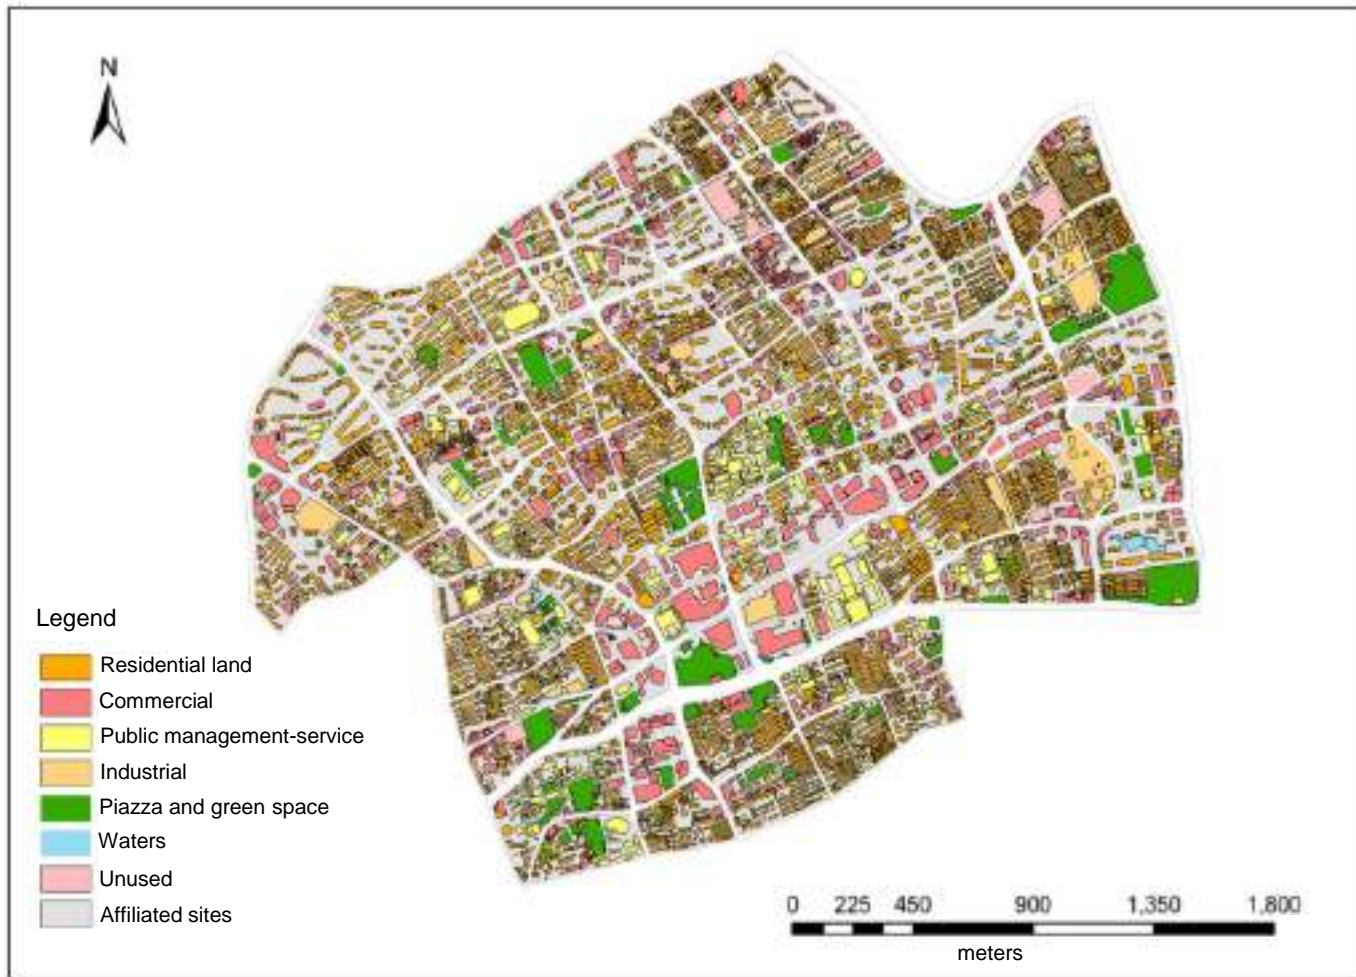 N
Legend
Residential land
Commercial
Public management-service
Industrial
Piazza and green space
Waters
Unused
Affiliated sites
0 225 450 900 1,350 1,800
meters